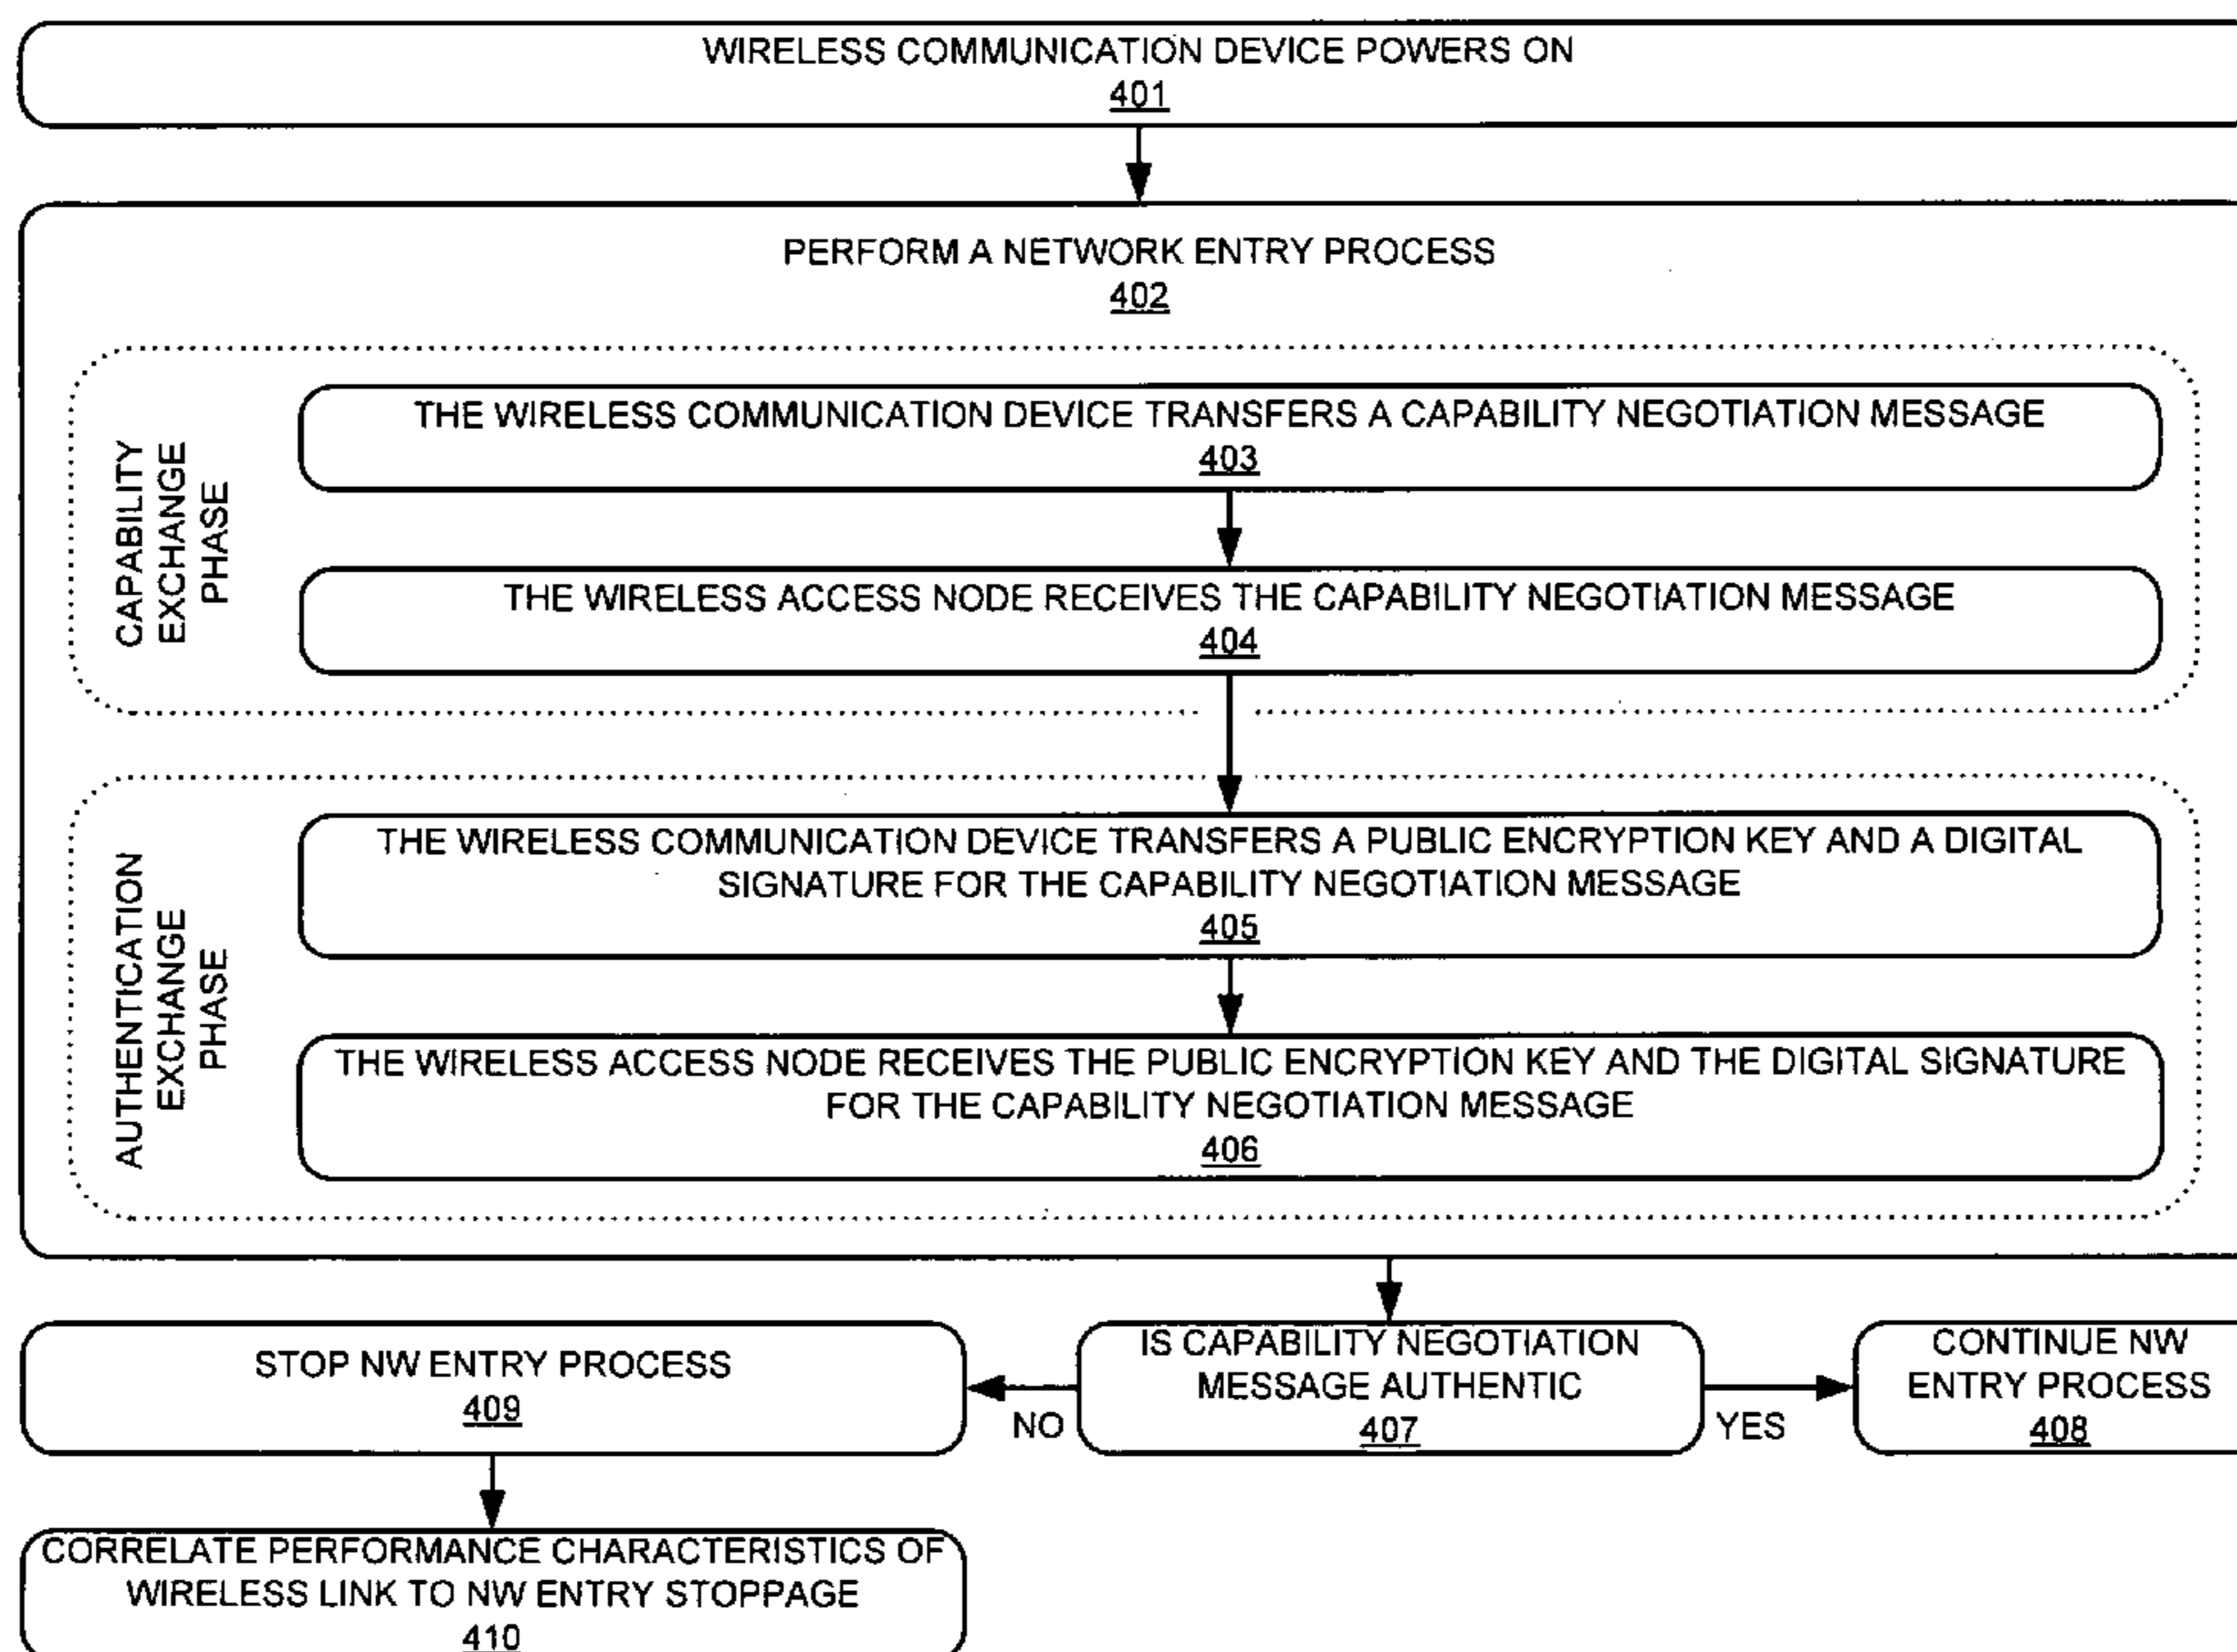 WIRELESS COMMUNICATION DEVICE POWERS ON
401
PERFORM A NETWORK ENTRY PROCESS
402
CAPABILITY
EXCHANGE
PHASE
THE WIRELESS COMMUNICATION DEVICE TRANSFERS A CAPABILITY NEGOTIATION MESSAGE
403
THE WIRELESS ACCESS NODE RECEIVES THE CAPABILITY NEGOTIATION MESSAGE
404
AUTHENTICATION
EXCHANGE
PHASE
THE WIRELESS COMMUNICATION DEVICE TRANSFERS A PUBLIC ENCRYPTION KEY AND A DIGITAL
SIGNATURE FOR THE CAPABILITY NEGOTIATION MESSAGE
405
THE WIRELESS ACCESS NODE RECEIVES THE PUBLIC ENCRYPTION KEY AND THE DIGITAL SIGNATURE
FOR THE CAPABILITY NEGOTIATION MESSAGE
406
STOP NW ENTRY PROCESS
409
NO
IS CAPABILITY NEGOTIATION
MESSAGE AUTHENTIC
407
YES
CONTINUE NW
ENTRY PROCESS
408
CORRELATE PERFORMANCE CHARACTERISTICS OF
WIRELESS LINK TO NW ENTRY STOPPAGE
410